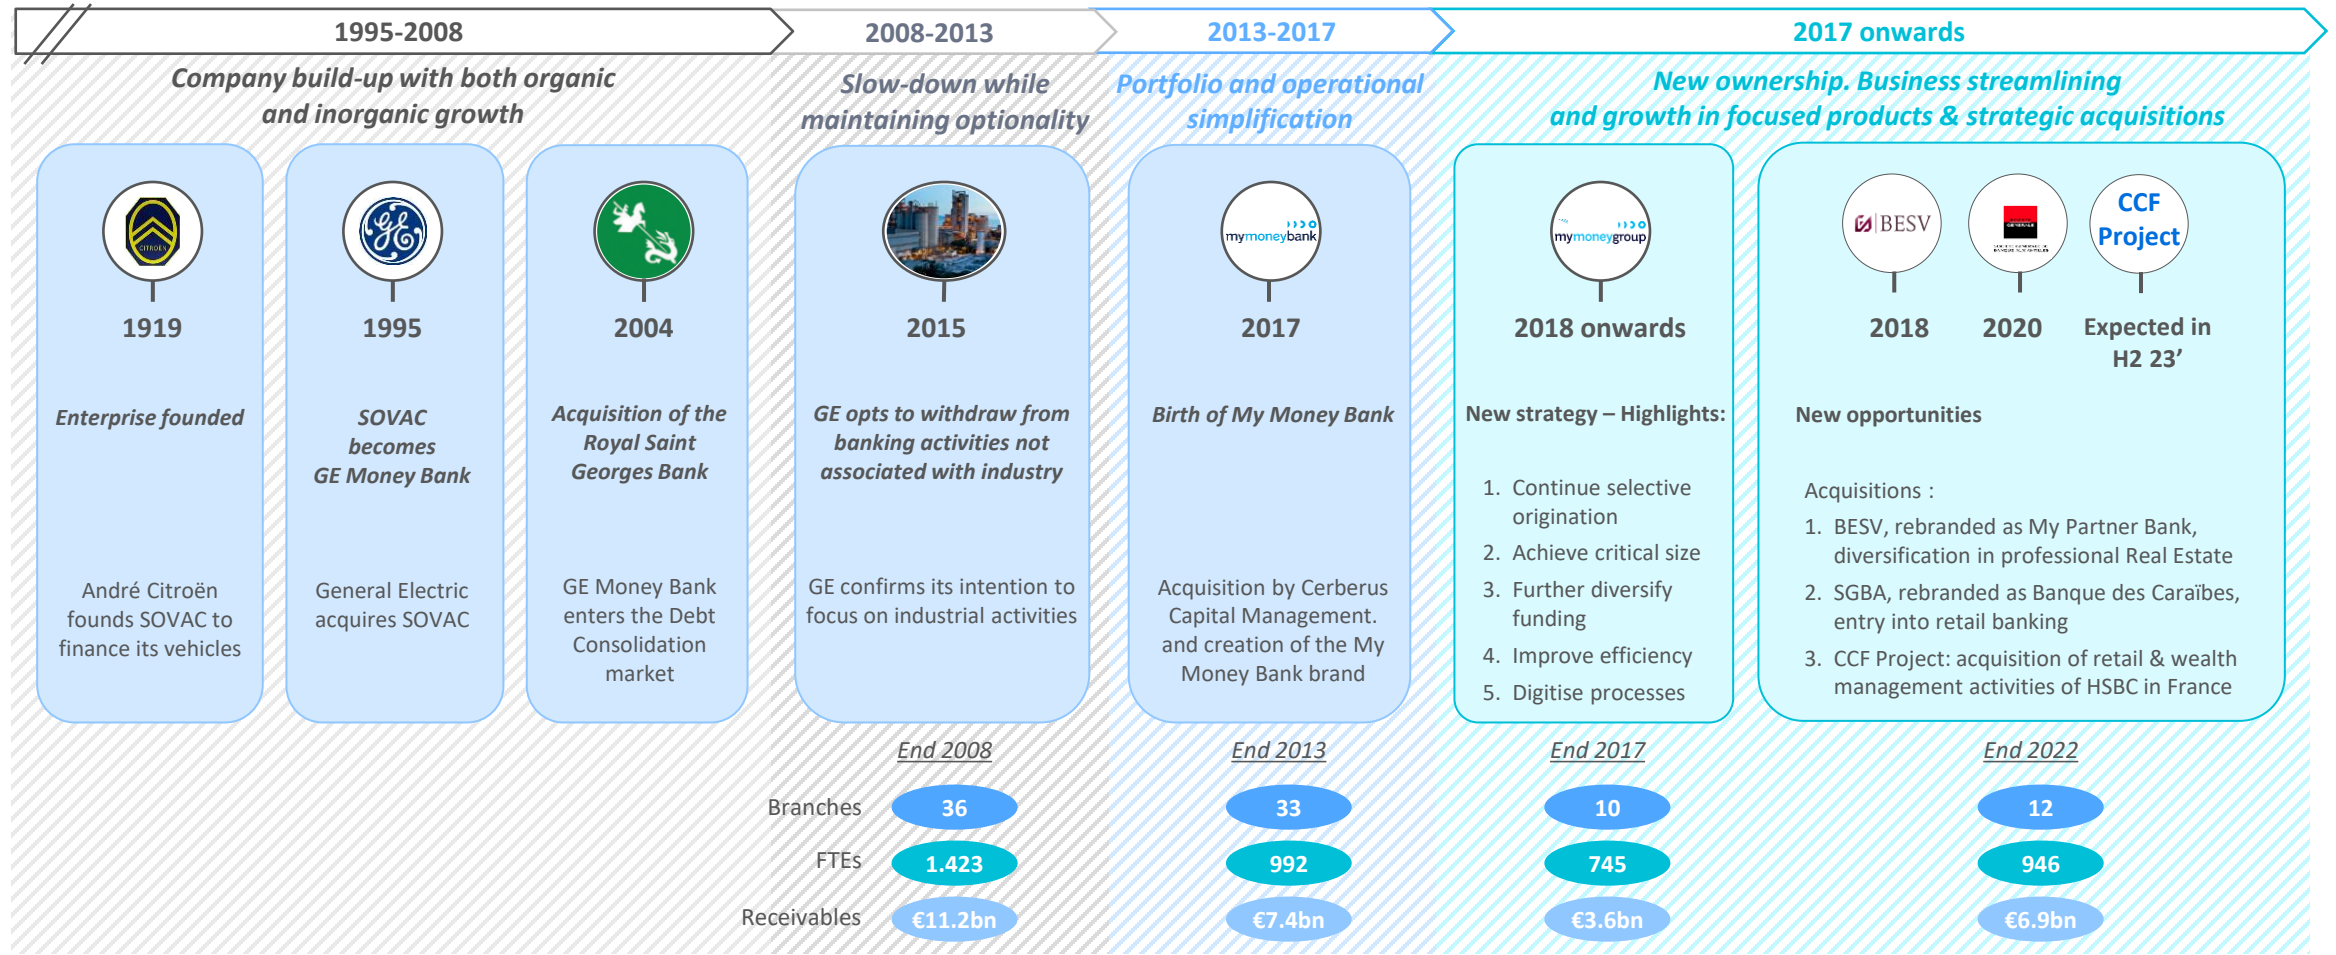 1995-2008
2008-2013
2013-2017
2017 onwards
Company build-up with both organic
and inorganic growth
Slow-down while
maintaining optionality
Portfolio and operational
simplification
New ownership. Business streamlining
and growth in focused products & strategic acquisitions
CITROËN
1919
Enterprise founded
André Citroën
founds SOVAC to
finance its vehicles
GE
1995
SOVAC
becomes
GE Money Bank
General Electric
acquires SOVAC
2004
Acquisition of the
Royal Saint
Georges Bank
GE Money Bank
enters the Debt
Consolidation
market
2015
GE opts to withdraw from
banking activities not
associated with industry
GE confirms its intention to
focus on industrial activities
mymoneybank
2017
Birth of My Money Bank
Acquisition by Cerberus
Capital Management.
and creation of the My
Money Bank brand
mymoneygroup
2018 onwards
New strategy – Highlights:
1. Continue selective
origination
2. Achieve critical size
3. Further diversify
funding
4. Improve efficiency
5. Digitise processes
BESV
2018
2020
CCF
Project
Expected in
H2 23’
New opportunities
Acquisitions :
1. BESV, rebranded as My Partner Bank,
diversification in professional Real Estate
2. SGBA, rebranded as Banque des Caraïbes,
entry into retail banking
3. CCF Project: acquisition of retail & wealth
management activities of HSBC in France
End 2008
End 2013
End 2017
End 2022
Branches 36 33 10 12
FTEs 1.423 992 745 946
Receivables €11.2bn €7.4bn €3.6bn €6.9bn